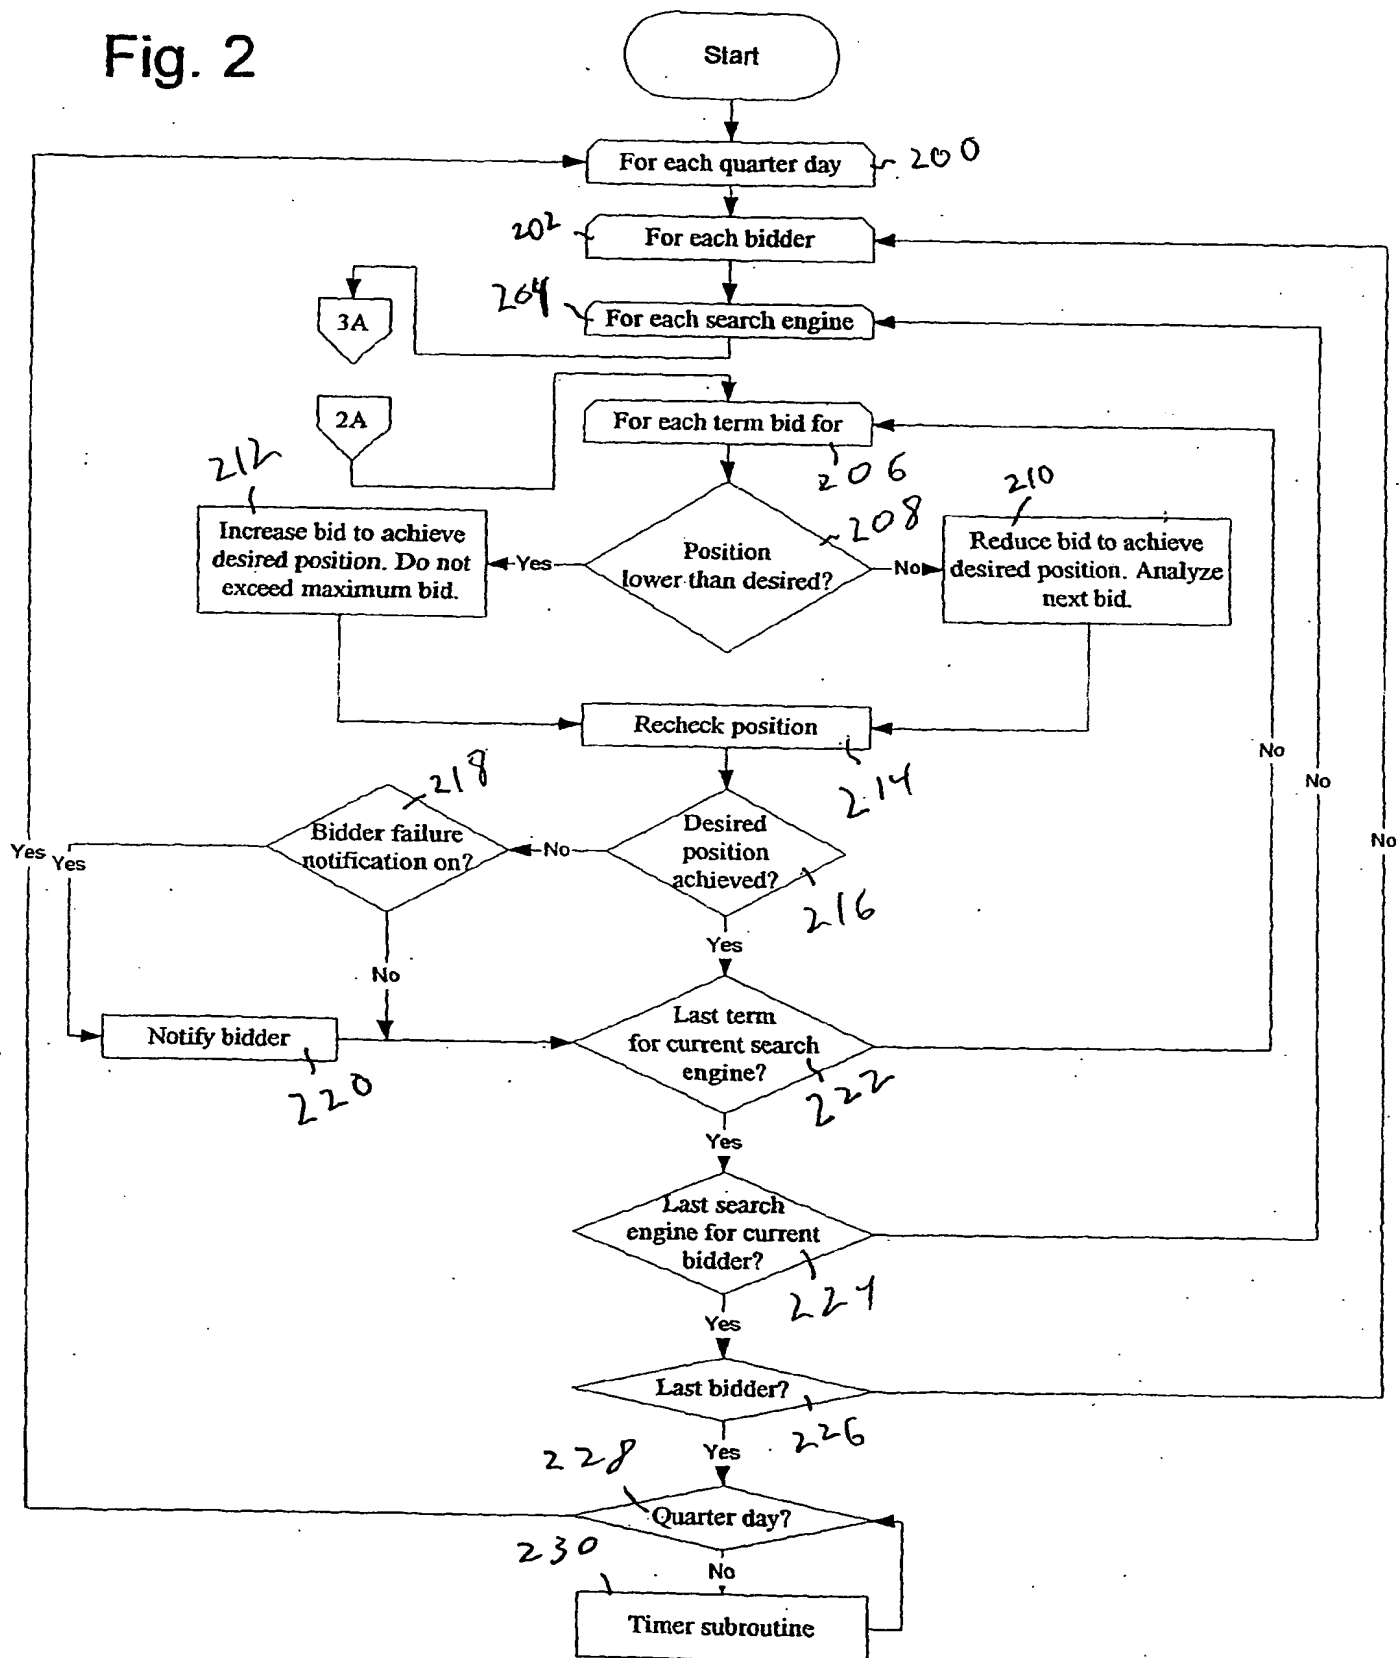 Fig. 2
Start
For each quarter day
200
202
For each bidder
204
For each search engine
3A
2A
For each term bid for
206
212
Increase bid to achieve
desired position. Do not
exceed maximum bid.
Yes
208
Position
lower than desired?
No
210
Reduce bid to achieve
desired position. Analyze
next bid.
Recheck position
214
No
No
No
218
Bidder failure
notification on?
No
Desired
position
achieved?
216
Yes
Yes
Yes
No
Notify bidder
220
Last term
for current search
engine?
222
Yes
Last search
engine for current
bidder?
224
Yes
Last bidder?
226
Yes
228
Quarter day?
230
No
Timer subroutine